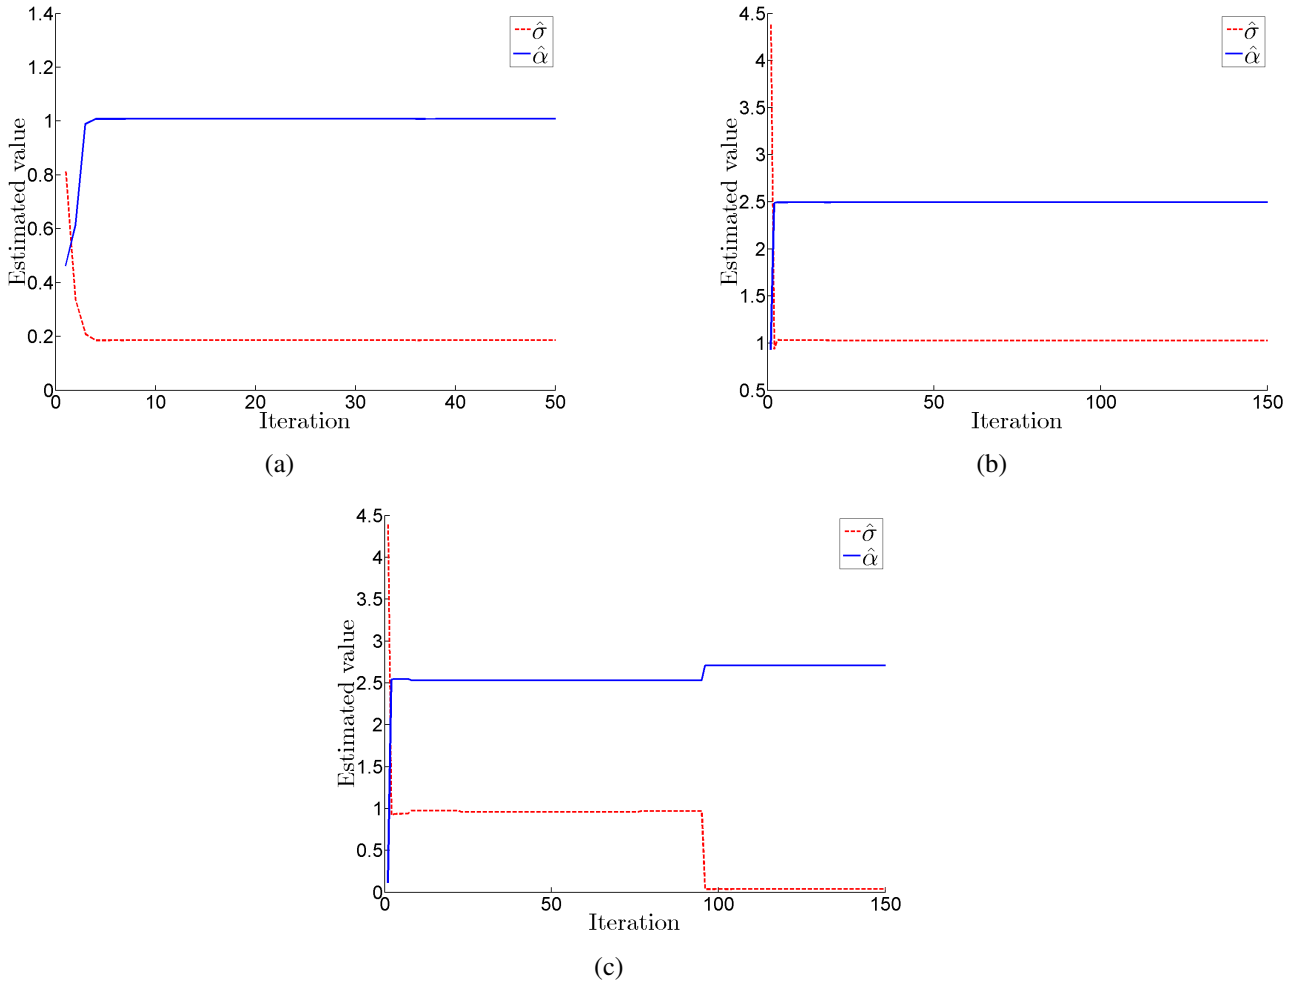 1.4
1.2
1
0.8
0.6
0.4
0.2
0
0 10 20 30 40 50
Estimated value
Iteration
σ̂
α̂
(a)
4.5
4
3.5
3
2.5
2
1.5
1
0.5
0 50 100 150
Estimated value
Iteration
σ̂
α̂
(b)
4.5
4
3.5
3
2.5
2
1.5
1
0.5
0
0 50 100 150
Estimated value
Iteration
σ̂
α̂
(c)